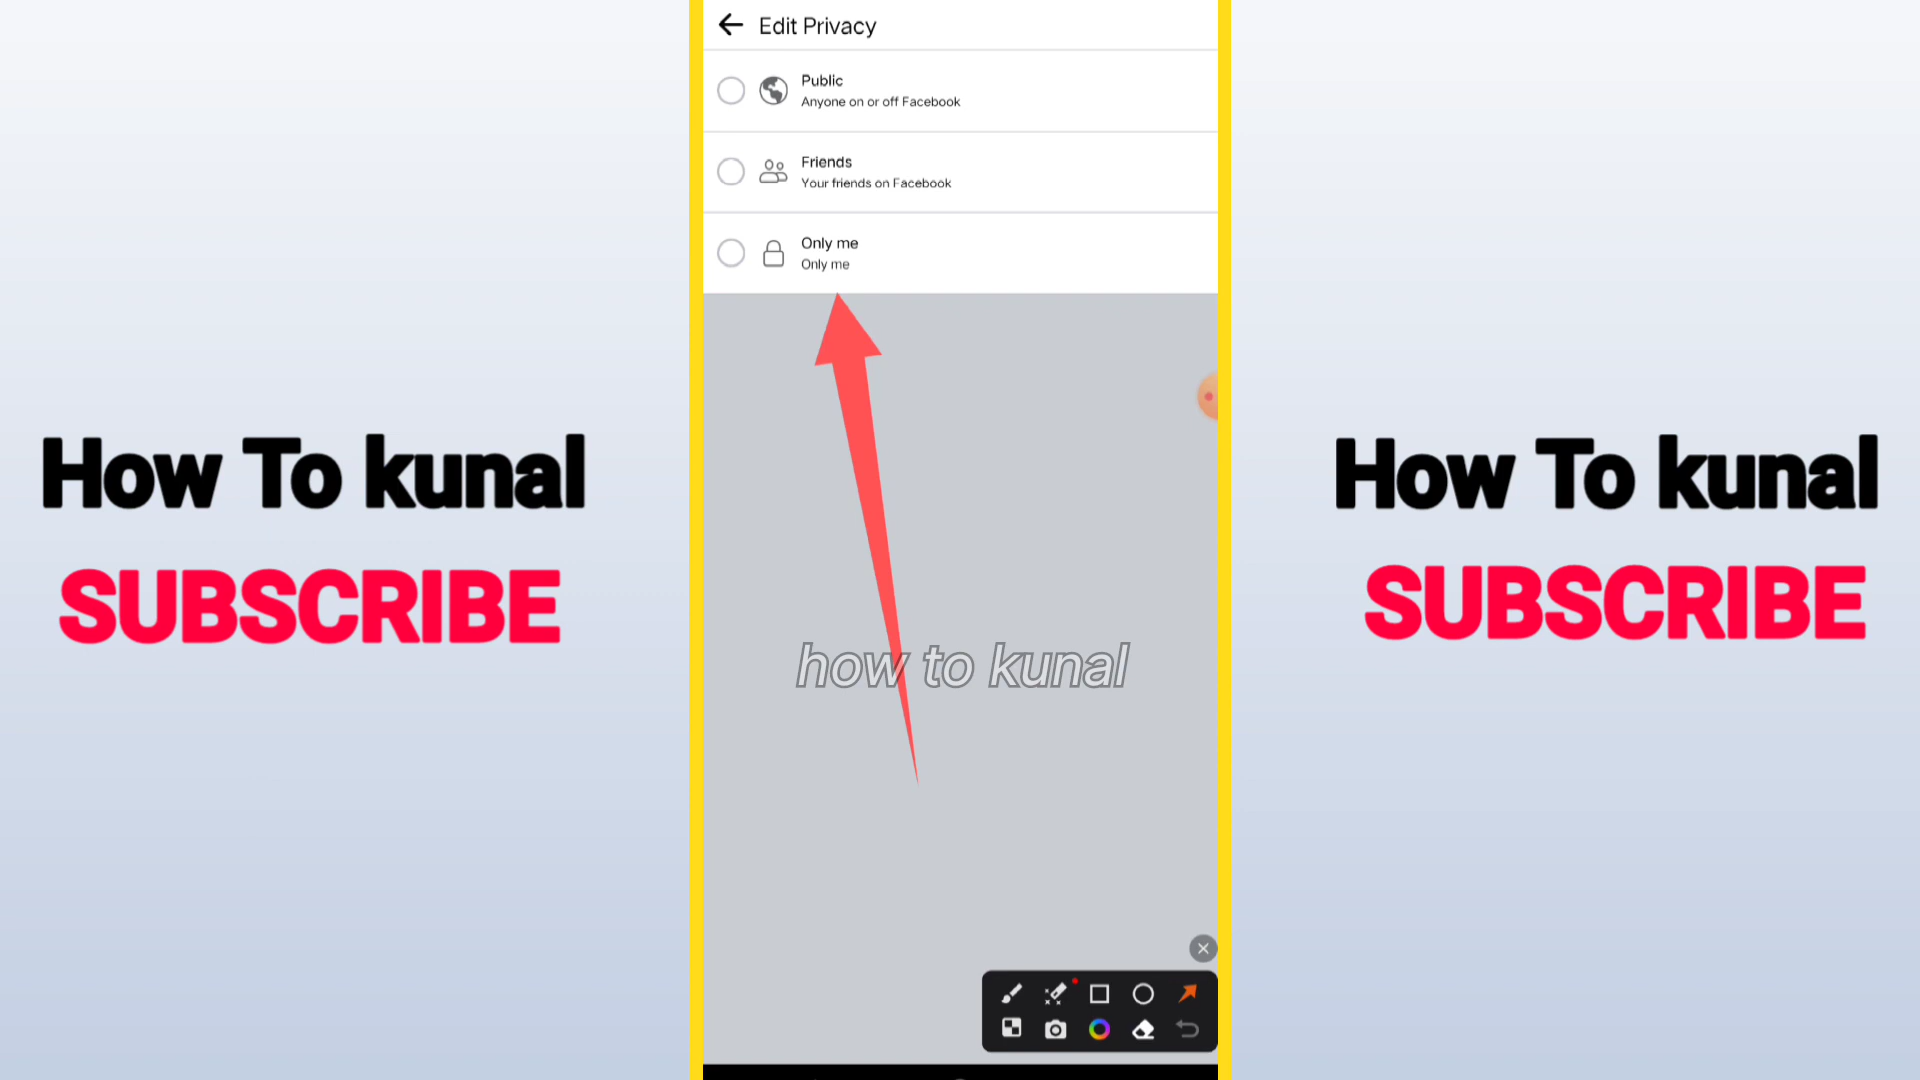 Edit Privacy
Public
Anyone on or off Facebook
Friends
Your friends on Facebook
Only me
Only me
How To kunal
SUBSCRIBE
how to kunal
How To kunal
SUBSCRIBE